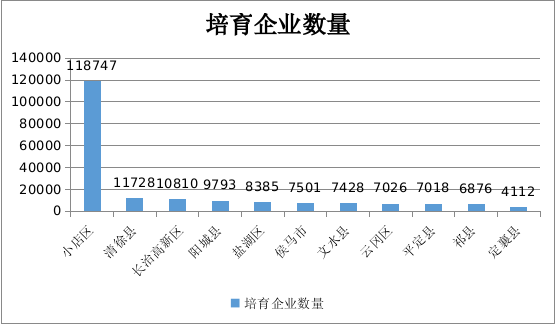 培育企业数量
140000
120000
100000
80000
60000
40000
20000
0
118747
11728
10810
9793
8385
7501
7428
7026
7018
6876
4112
小店区
清徐县
长治高新区
阳城县
盐湖区
侯马市
文水县
云冈区
平定县
祁县
定襄县
培育企业数量